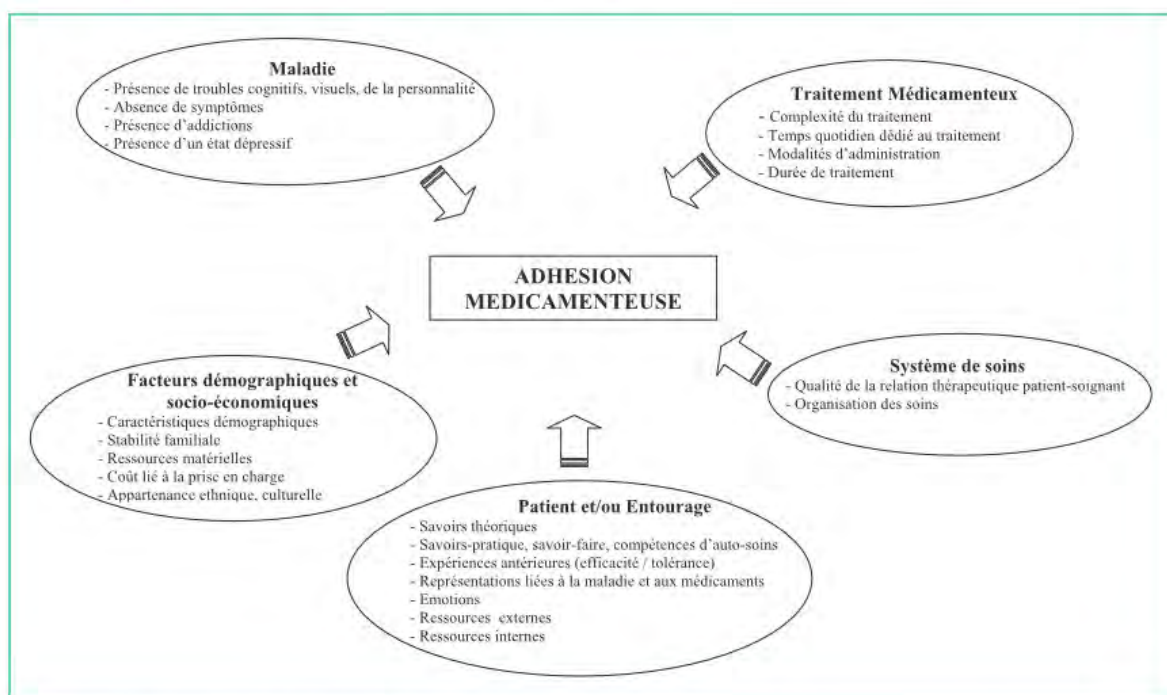 Maladie
- Présence de troubles cognitifs, visuels, de la personnalité
- Absence de symptômes
- Présence d'addictions
- Présence d'un état dépressif
Traitement Médicamenteux
- Complexité du traitement
- Temps quotidien dédié au traitement
- Modalités d'administration
- Durée de traitement
ADHESION
MEDICAMENTEUSE
Facteurs démographiques et
socio-économiques
- Caractéristiques démographiques
- Stabilité familiale
- Ressources matérielles
- Coût lié à la prise en charge
- Appartenance ethnique, culturelle
Système de soins
- Qualité de la relation thérapeutique patient-soignant
- Organisation des soins
Patient et/ou Entourage
- Savoirs théoriques
- Savoirs-pratique, savoir-faire, compétences d'auto-soins
- Expériences antérieures (efficacité / tolérance)
- Représentations liées à la maladie et aux médicaments
- Emotions
- Ressources externes
- Ressources internes